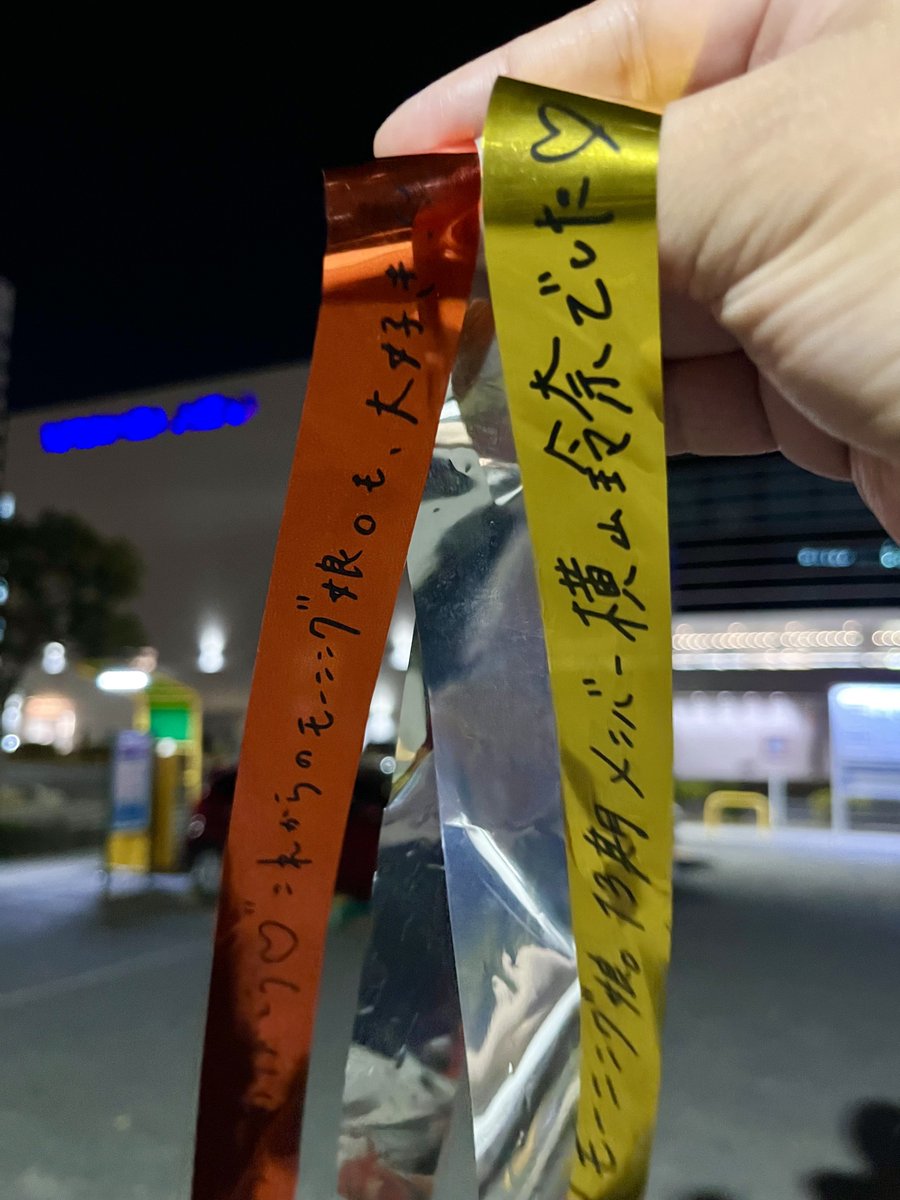 ♡これからのモーニング娘。も、大好き
モーニング娘。13期メンバー横山玲奈でした♡